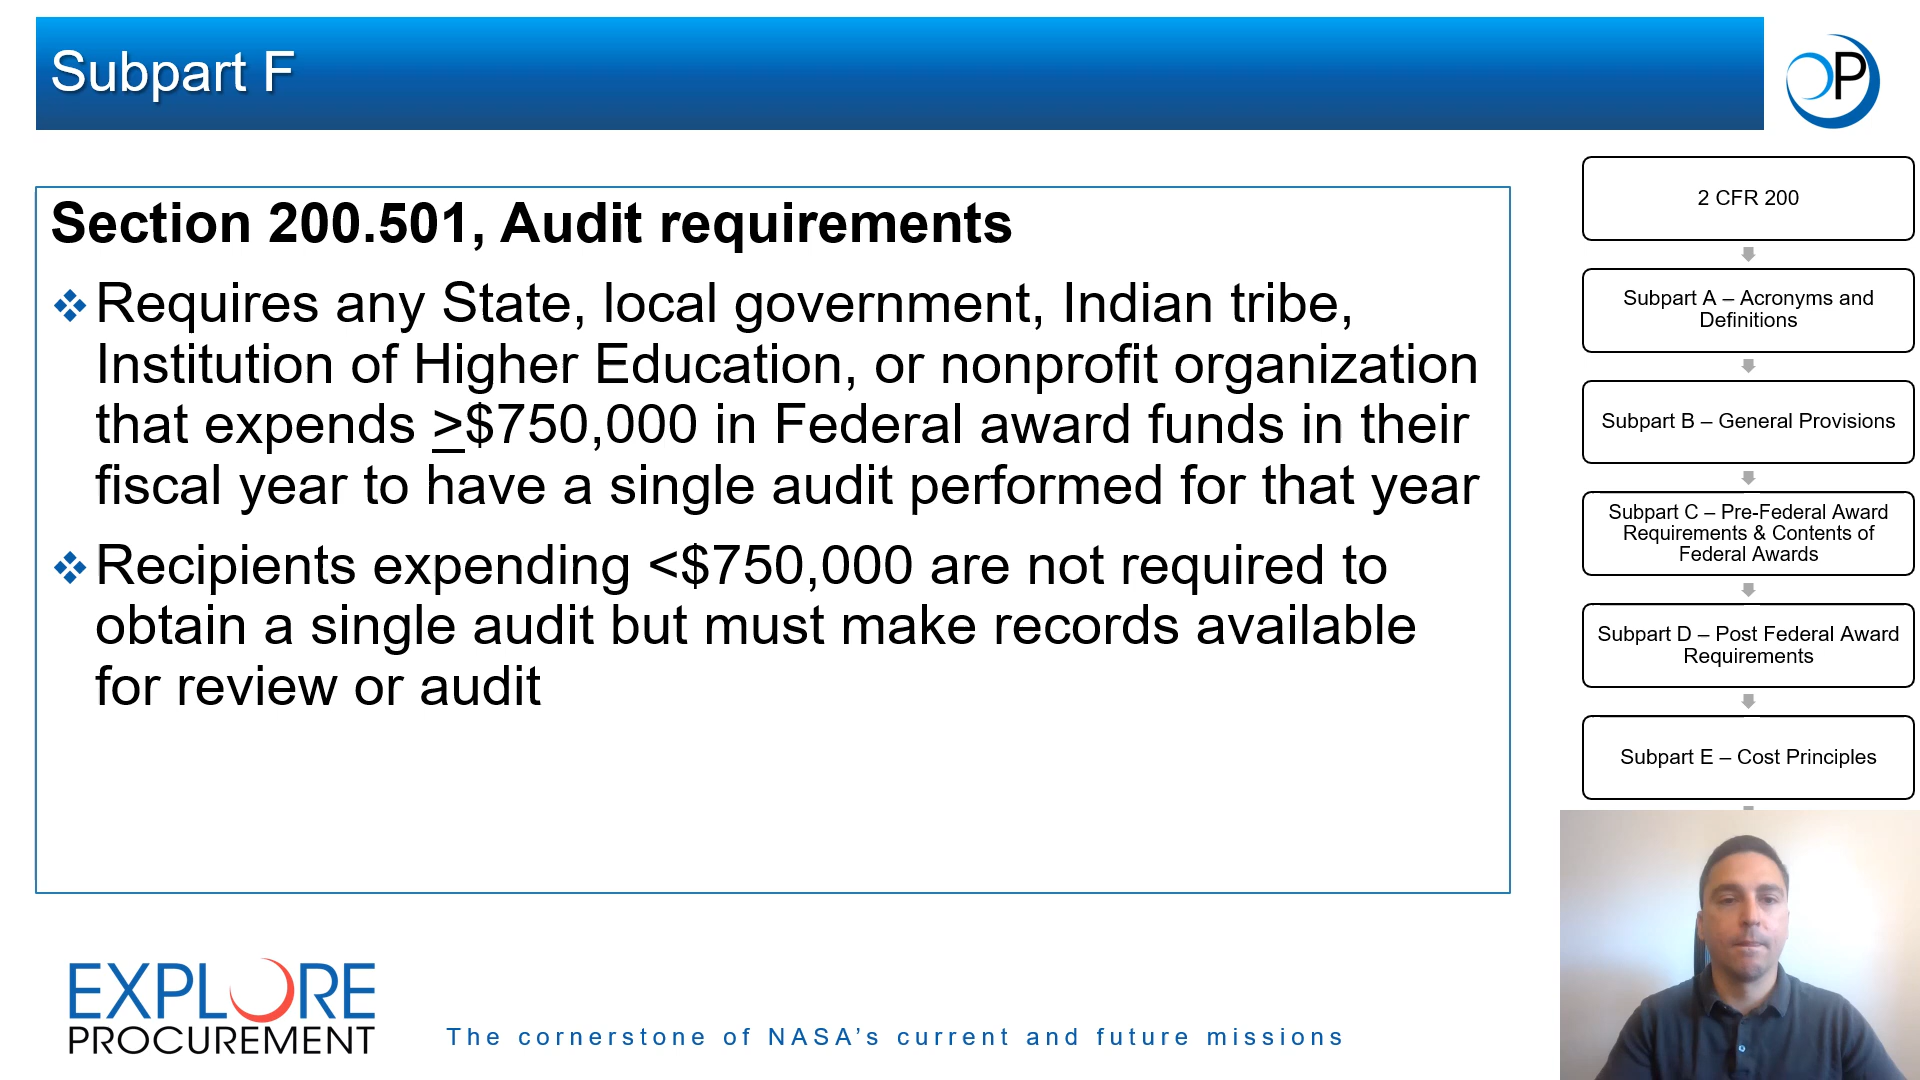 Subpart F
P
Section 200.501, Audit requirements
Requires any State, local government, Indian tribe,
Institution of Higher Education, or nonprofit organization
that expends >$750,000 in Federal award funds in their
fiscal year to have a single audit performed for that year
Recipients expending <$750,000 are not required to
obtain a single audit but must make records available
for review or audit
2 CFR 200
Subpart A – Acronyms and
Definitions
Subpart B – General Provisions
Subpart C – Pre-Federal Award
Requirements & Contents of
Federal Awards
Subpart D – Post Federal Award
Requirements
Subpart E – Cost Principles
EXPLORE
PROCUREMENT
The cornerstone of NASA’s current and future missions